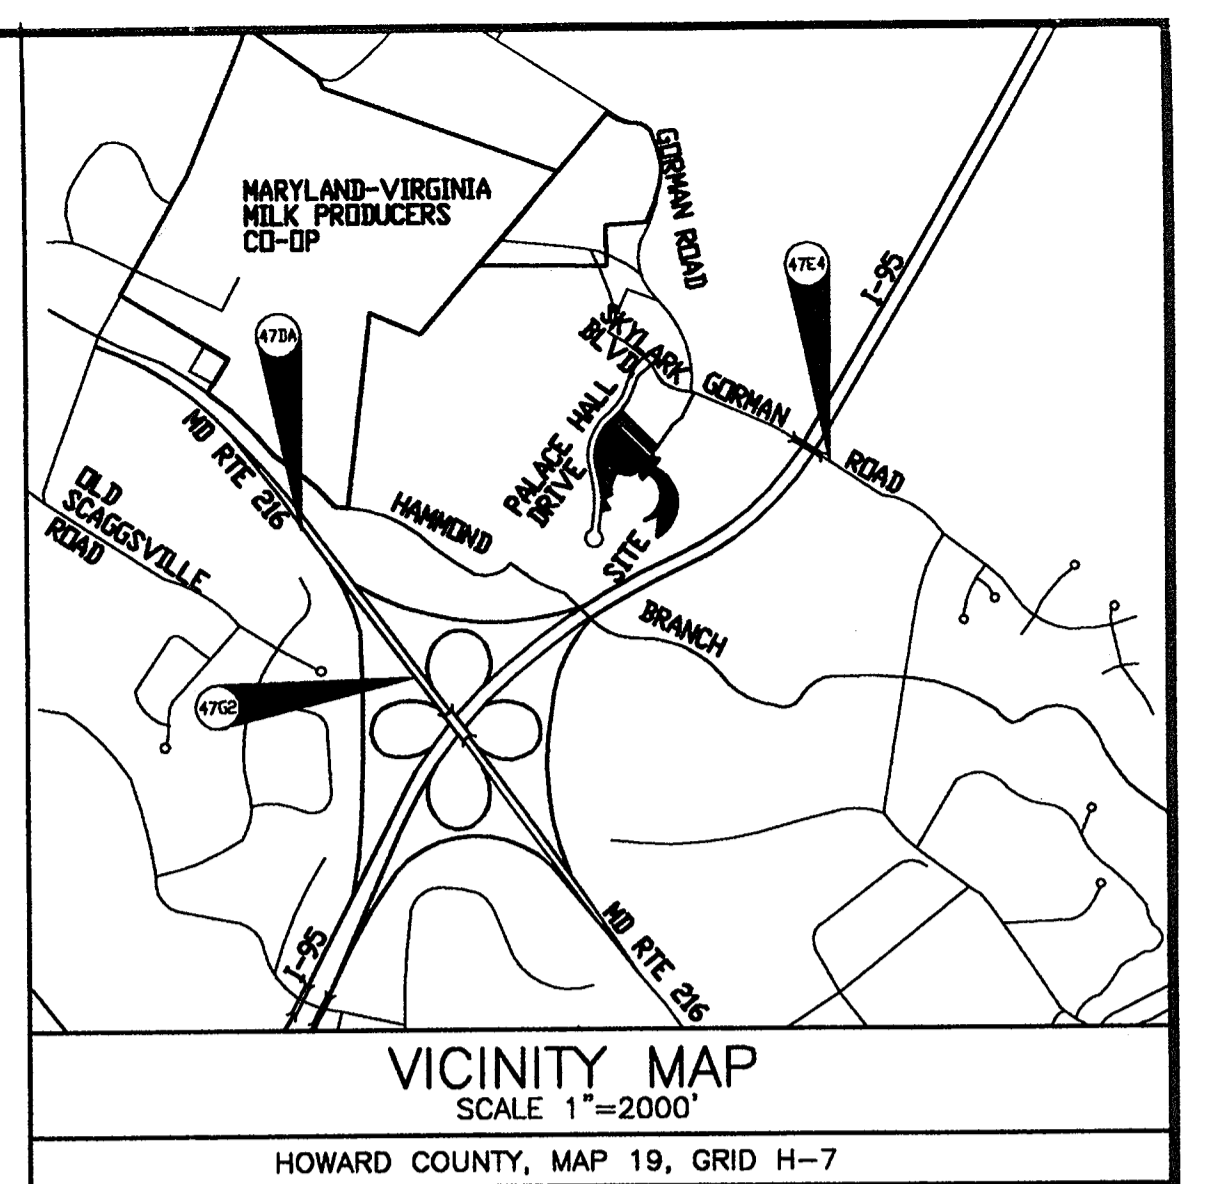 MARYLAND-VIRGINIA
MILK PRODUCERS
CO-OP
GORMAN ROAD
47E4
I-95
47DA
SKYLARK
BLVD
GORMAN
ROAD
PALACE HALL
DRIVE
MD RTE 216
OLD
SCAGGSVILLE
ROAD
HAMMOND
SITE
BRANCH
47G2
I-95
MD RTE 216
VICINITY MAP
SCALE 1"=2000'
HOWARD COUNTY, MAP 19, GRID H-7